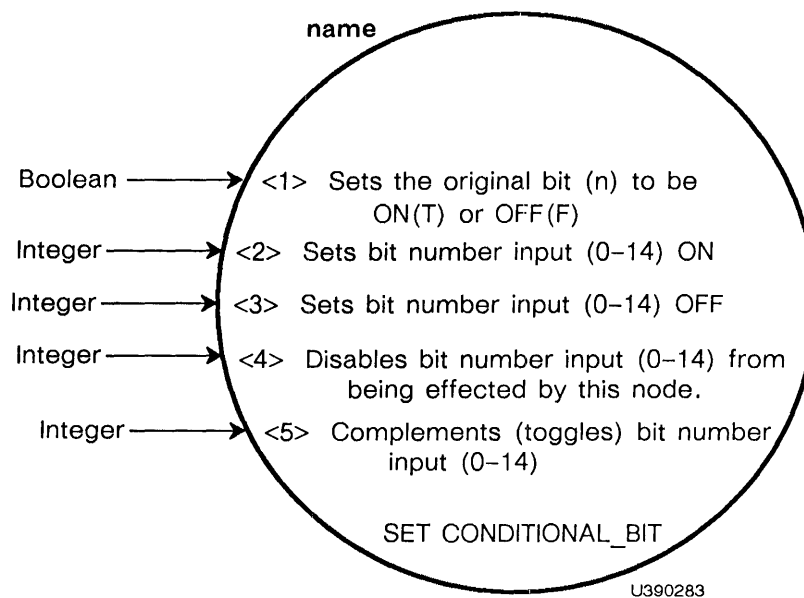 name
Boolean <1> Sets the original bit (n) to be
ON(T) or OFF(F)
Integer <2> Sets bit number input (0-14) ON
Integer <3> Sets bit number input (0-14) OFF
Integer <4> Disables bit number input (0-14) from
being effected by this node.
Integer <5> Complements (toggles) bit number
input (0-14)
SET CONDITIONAL_BIT
U390283